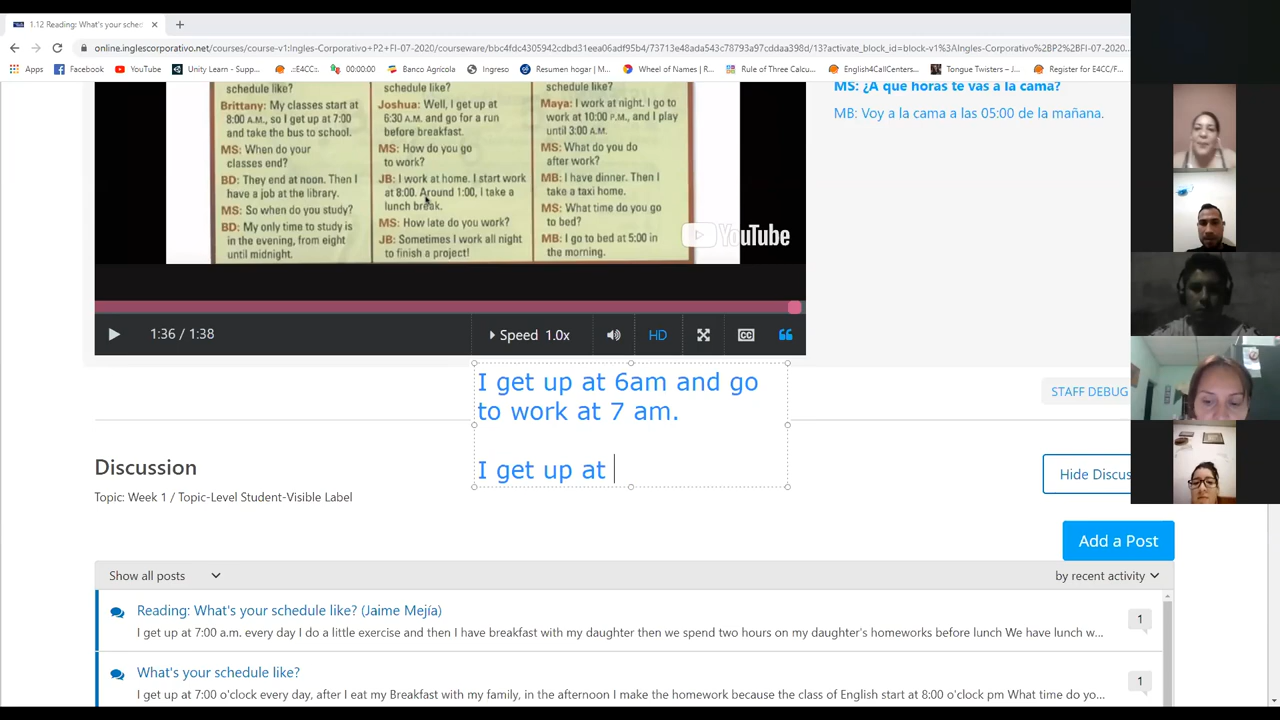 1.12 Reading: What's your sched
online.inglescorporativo.net/courses/course-v1:Ingles-Corporativo+P2+FI-07-2020/courseware/bbc4fdc4305942cdbd31eea06adf95b4/73713e48ada543c78793a97cddaa398d/13?activate_block_id=block-v1%3AIngles-Corporativo%2BP2%2BFI-07-2020...
Apps Facebook YouTube Unity Learn - Supp... .::E4CC::. 00:00:00 Banco Agrícola Ingreso Resumen hogar | M... Wheel of Names | R... Rule of Three Calcu... English4CallCenters... Tongue Twisters – J... Register for E4CC/F...
schedule like?
Brittany: My classes start at
8:00 A.M., so I get up at 7:00
and take the bus to school.
MS: When do your
classes end?
BD: They end at noon. Then I
have a job at the library.
MS: So when do you study?
BD: My only time to study is
in the evening, from eight
until midnight.
schedule like?
Joshua: Well, I get up at
6:30 A.M. and go for a run
before breakfast.
MS: How do you go
to work?
JB: I work at home. I start work
at 8:00. Around 1:00, I take a
lunch break.
MS: How late do you work?
JB: Sometimes I work all night
to finish a project!
schedule like?
Maya: I work at night. I go to
work at 10:00 P.M., and I play
until 3:00 A.M.
MS: What do you do
after work?
MB: I have dinner. Then I
take a taxi home.
MS: What time do you go
to bed?
MB: I go to bed at 5:00 in
the morning.
YouTube
MS: ¿A que horas te vas a la cama?
MB: Voy a la cama a las 05:00 de la mañana.
1:36 / 1:38
Speed 1.0x
HD
CC
I get up at 6am and go
to work at 7 am.
I get up at
STAFF DEBUG
Discussion
Topic: Week 1 / Topic-Level Student-Visible Label
Hide Discus
Add a Post
Show all posts
by recent activity
Reading: What's your schedule like? (Jaime Mejía)
I get up at 7:00 a.m. every day I do a little exercise and then I have breakfast with my daughter then we spend two hours on my daughter's homeworks before lunch We have lunch w...
1
What's your schedule like?
I get up at 7:00 o'clock every day, after I eat my Breakfast with my family, in the afternoon I make the homework because the class of English start at 8:00 o'clock pm What time do yo...
1